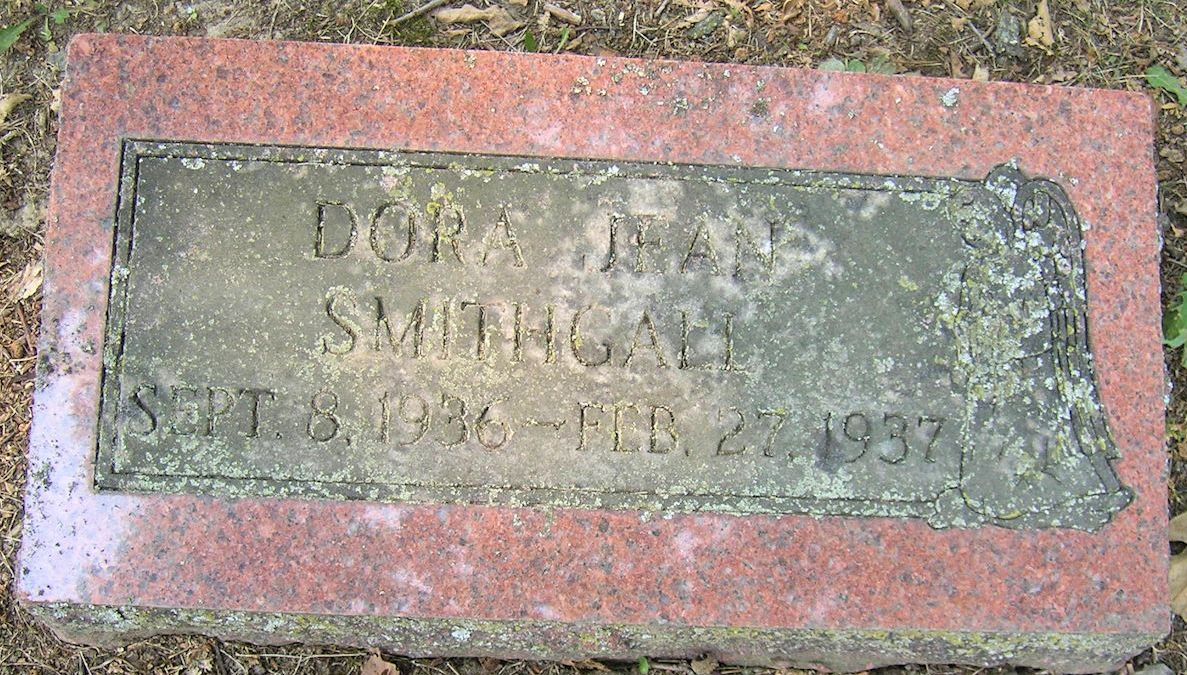 DORA JEAN
SMITHGALL
SEPT. 8, 1936 – FEB. 27, 1937